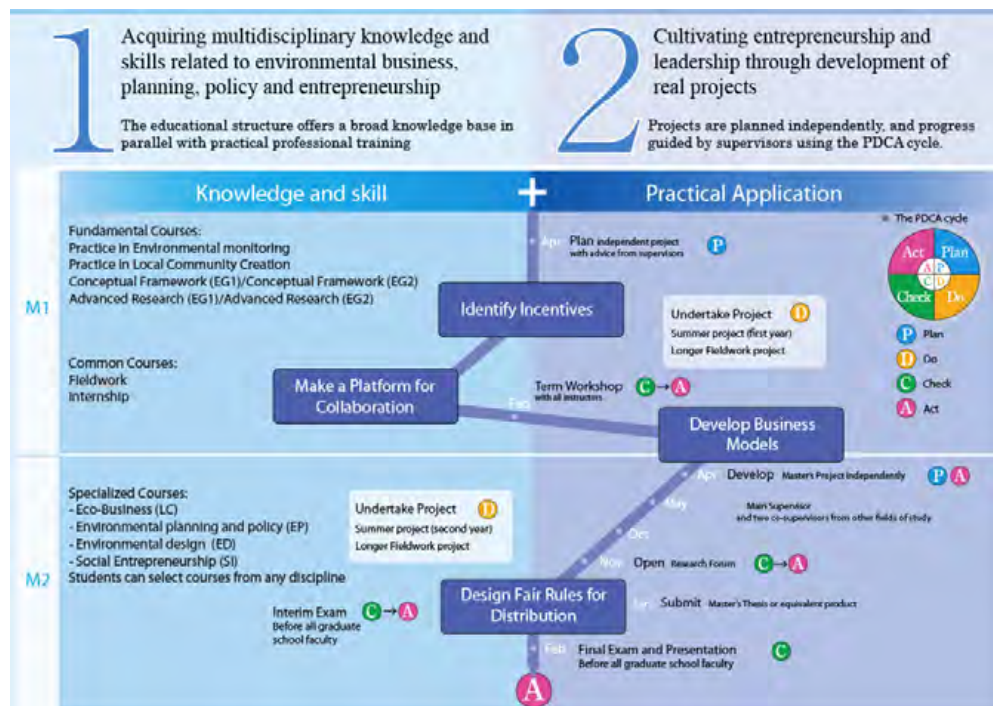 1
Acquiring multidisciplinary knowledge and
skills related to environmental business,
planning, policy and entrepreneurship
The educational structure offers a broad knowledge base in
parallel with practical professional training
2
Cultivating entrepreneurship and
leadership through development of
real projects
Projects are planned independently, and progress
guided by supervisors using the PDCA cycle.
Knowledge and skill
+
Practical Application
M1
Fundamental Courses:
Practice in Environmental monitoring
Practice in Local Community Creation
Conceptual Framework (EG1)/Conceptual Framework (EG2)
Advanced Research (EG1)/Advanced Research (EG2)
Common Courses:
Fieldwork
Internship
Apr
Plan independent project
with advice from supervisors
P
Identify Incentives
Undertake Project D
Summer project (first year)
Longer Fieldwork project
Make a Platform for
Collaboration
Feb
Term Workshop
with all instructors
C → A
Develop Business
Models
The PDCA cycle
Act Plan
A P
C D
Check Do
P Plan
D Do
C Check
A Act
M2
Specialized Courses:
- Eco-Business (LC)
- Environmental planning and policy (EP)
- Environmental design (ED)
- Social Entrepreneurship (SI)
Students can select courses from any discipline
Undertake Project D
Summer project (second year)
Longer Fieldwork project
Interim Exam
Before all graduate
school faculty
C → A
Apr
Develop Master's Project Independently
P A
May
Main Supervisor
and two co-supervisors from other fields of study
Oct
Nov
Open Research Forum
C → A
Design Fair Rules for
Distribution
Submit Master's Thesis or equivalent product
Feb
Final Exam and Presentation
Before all graduate school faculty
C
A